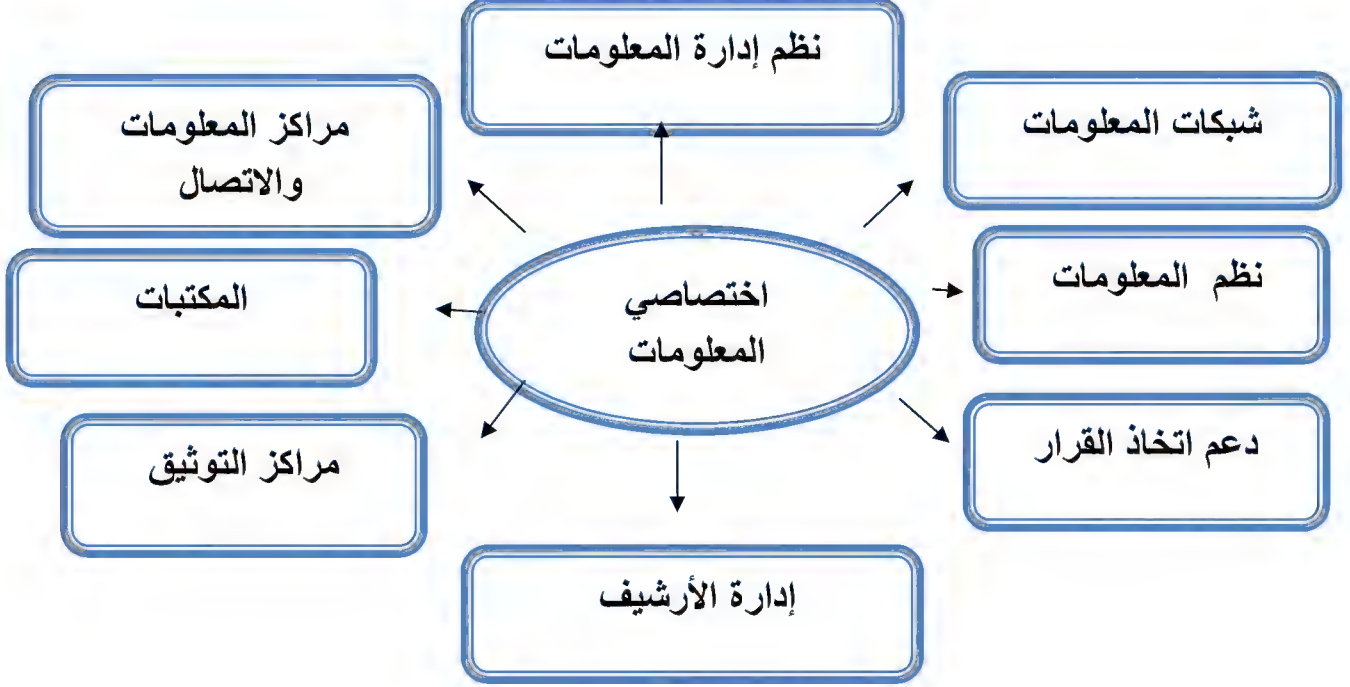 نظم إدارة المعلومات
شبكات المعلومات
مراكز المعلومات
والاتصال
نظم المعلومات
اختصاصي
المعلومات
المكتبات
دعم اتخاذ القرار
مراكز التوثيق
إدارة الأرشيف